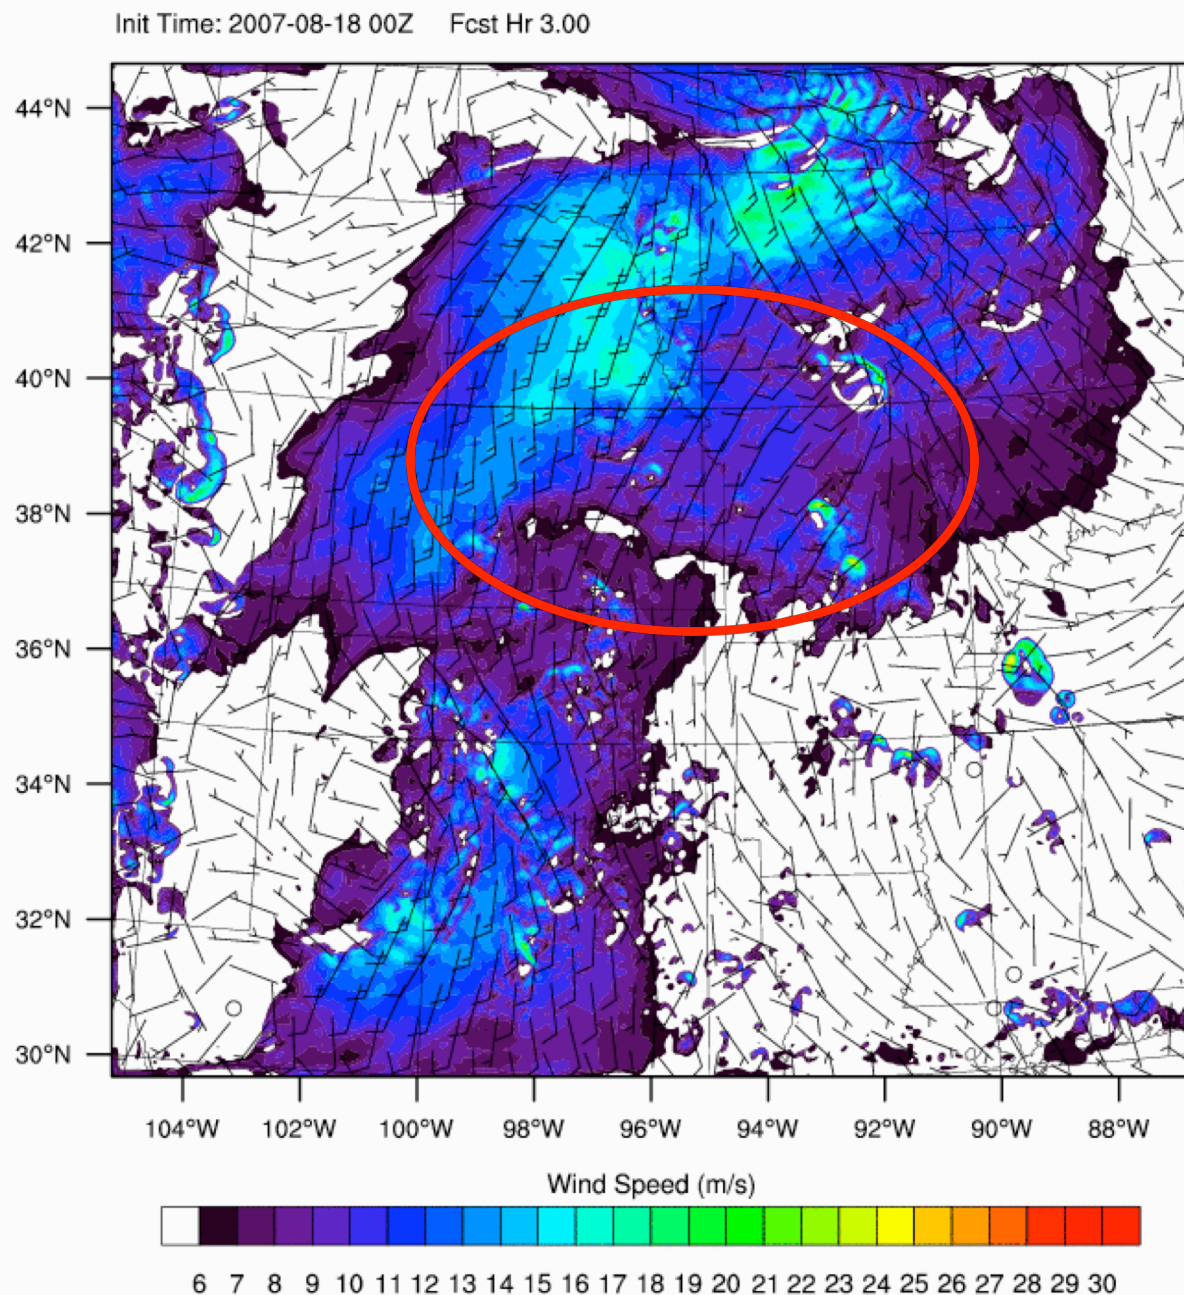 Init Time: 2007-08-18 00Z Fcst Hr 3.00
44°N
42°N
40°N
38°N
36°N
34°N
32°N
30°N
104°W 102°W 100°W 98°W 96°W 94°W 92°W 90°W 88°W
Wind Speed (m/s)
6 7 8 9 10 11 12 13 14 15 16 17 18 19 20 21 22 23 24 25 26 27 28 29 30